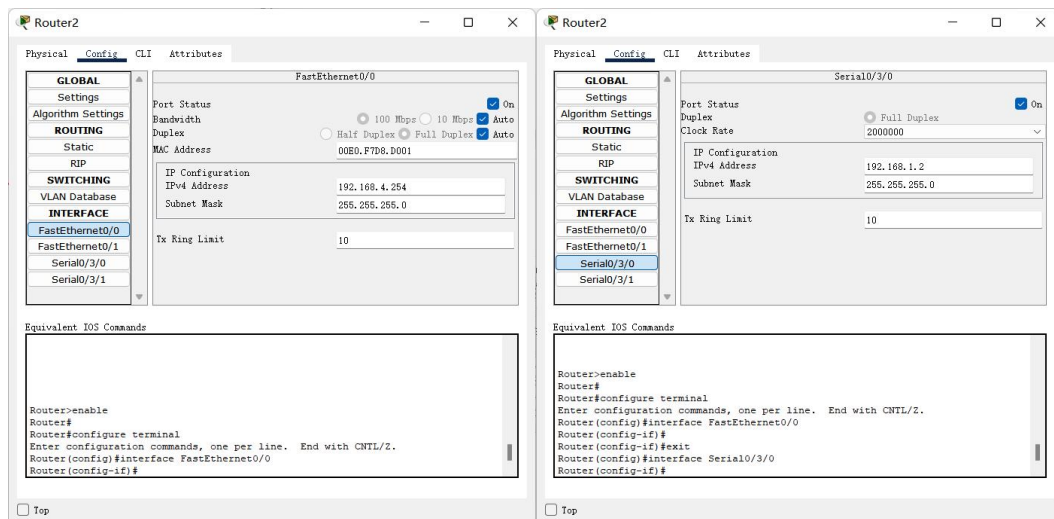 Router2
Physical Config CLI Attributes
GLOBAL
Settings
Algorithm Settings
ROUTING
Static
RIP
SWITCHING
VLAN Database
INTERFACE
FastEthernet0/0
FastEthernet0/1
Serial0/3/0
Serial0/3/1
FastEthernet0/0
Port Status On
Bandwidth 100 Mbps 10 Mbps Auto
Duplex Half Duplex Full Duplex Auto
MAC Address 00E0.F7D8.D001
IP Configuration
IPv4 Address 192.168.4.254
Subnet Mask 255.255.255.0
Tx Ring Limit 10
Equivalent IOS Commands
Router>enable
Router#
Router#configure terminal
Enter configuration commands, one per line. End with CNTL/Z.
Router(config)#interface FastEthernet0/0
Router(config-if)#
Top
Router2
Physical Config CLI Attributes
GLOBAL
Settings
Algorithm Settings
ROUTING
Static
RIP
SWITCHING
VLAN Database
INTERFACE
FastEthernet0/0
FastEthernet0/1
Serial0/3/0
Serial0/3/1
Serial0/3/0
Port Status On
Duplex Full Duplex
Clock Rate 2000000
IP Configuration
IPv4 Address 192.168.1.2
Subnet Mask 255.255.255.0
Tx Ring Limit 10
Equivalent IOS Commands
Router>enable
Router#
Router#configure terminal
Enter configuration commands, one per line. End with CNTL/Z.
Router(config)#interface FastEthernet0/0
Router(config-if)#
Router(config-if)#exit
Router(config)#interface Serial0/3/0
Router(config-if)#
Top